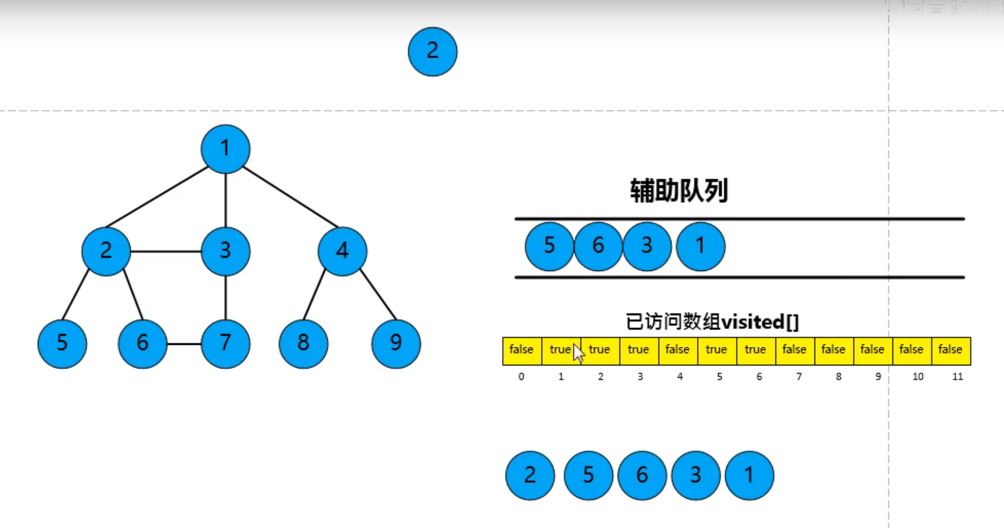 2
1
2 3 4
5 6 7 8 9
辅助队列
5 6 3 1
已访问数组visited[]
false true true true false true true false false false false false
0 1 2 3 4 5 6 7 8 9 10 11
2 5 6 3 1